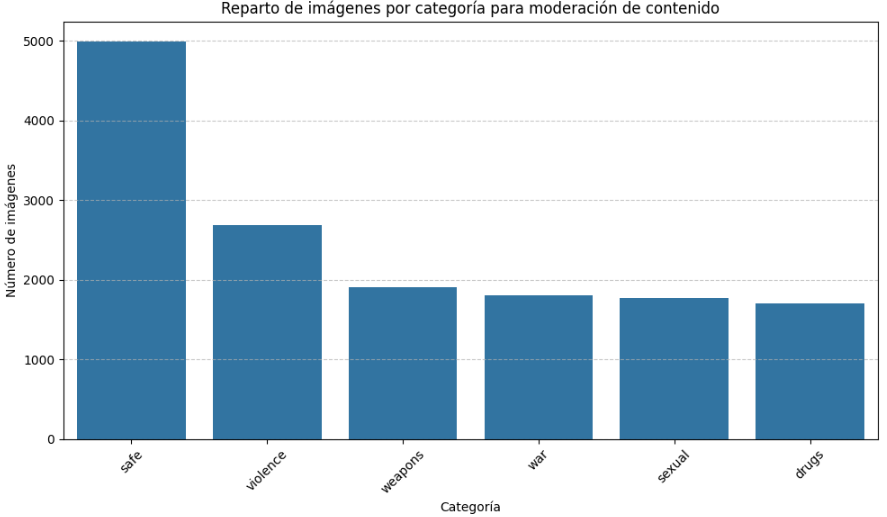 Reparto de imágenes por categoría para moderación de contenido
Número de imágenes
5000
4000
3000
2000
1000
0
safe
violence
weapons
war
sexual
drugs
Categoría